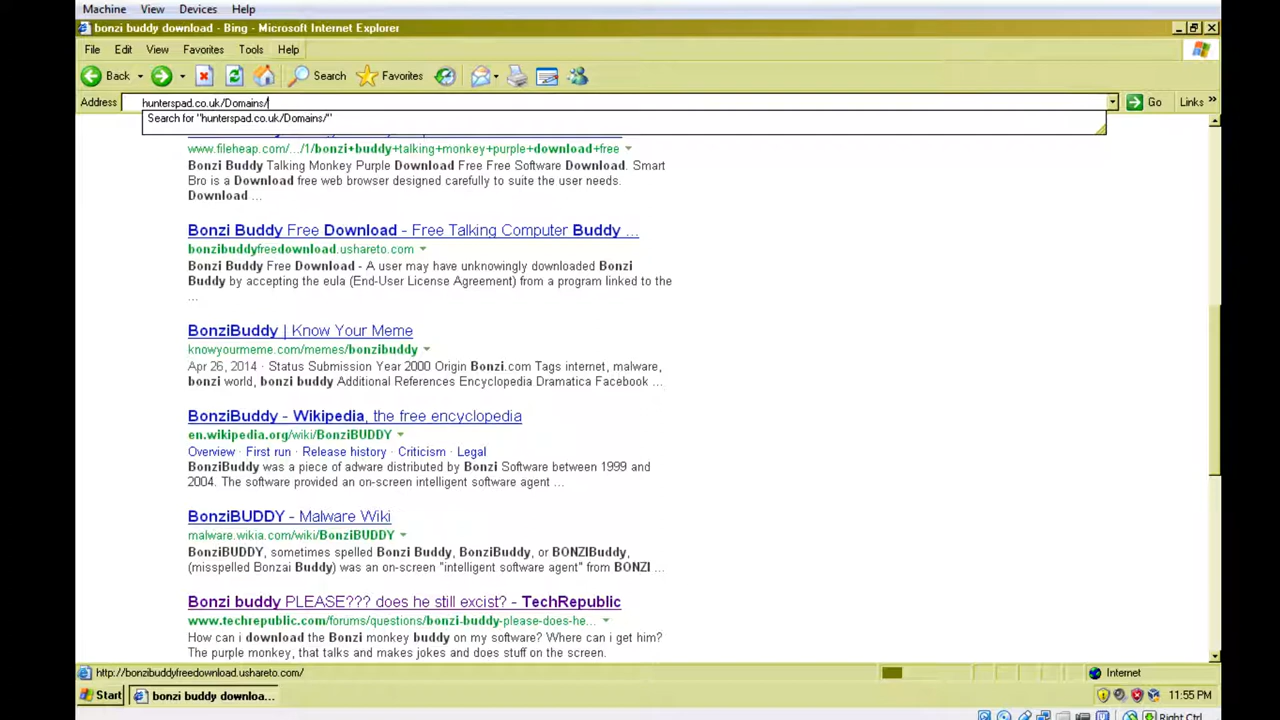 Machine View Devices Help
bonzi buddy download - Bing - Microsoft Internet Explorer
File Edit View Favorites Tools Help
Back Search Favorites
Address hunterspad.co.uk/Domains/ Go Links »
Search for "hunterspad.co.uk/Domains/"
www.fileheap.com/.../1/bonzi+buddy+talking+monkey+purple+download+free
Bonzi Buddy Talking Monkey Purple Download Free Free Software Download. Smart
Bro is a Download free web browser designed carefully to suite the user needs.
Download ...
Bonzi Buddy Free Download - Free Talking Computer Buddy ...
bonzibuddyfreedownload.ushareto.com
Bonzi Buddy Free Download - A user may have unknowingly downloaded Bonzi
Buddy by accepting the eula (End-User License Agreement) from a program linked to the
...
BonziBuddy | Know Your Meme
knowyourmeme.com/memes/bonzibuddy
Apr 26, 2014 · Status Submission Year 2000 Origin Bonzi.com Tags internet, malware,
bonzi world, bonzi buddy Additional References Encyclopedia Dramatica Facebook ...
BonziBuddy - Wikipedia, the free encyclopedia
en.wikipedia.org/wiki/BonziBUDDY
Overview · First run · Release history · Criticism · Legal
BonziBuddy was a piece of adware distributed by Bonzi Software between 1999 and
2004. The software provided an on-screen intelligent software agent ...
BonziBUDDY - Malware Wiki
malware.wikia.com/wiki/BonziBUDDY
BonziBUDDY, sometimes spelled Bonzi Buddy, BonziBuddy, or BONZIBuddy,
(misspelled Bonzai Buddy) was an on-screen "intelligent software agent" from BONZI ...
Bonzi buddy PLEASE??? does he still excist? - TechRepublic
www.techrepublic.com/forums/questions/bonzi-buddy-please-does-he...
How can i download the Bonzi monkey buddy on my software? Where can i get him?
The purple monkey, that talks and makes jokes and does stuff on the screen.
http://bonzibuddyfreedownload.ushareto.com/ Internet
Start bonzi buddy downloa... 11:55 PM
Right Ctrl